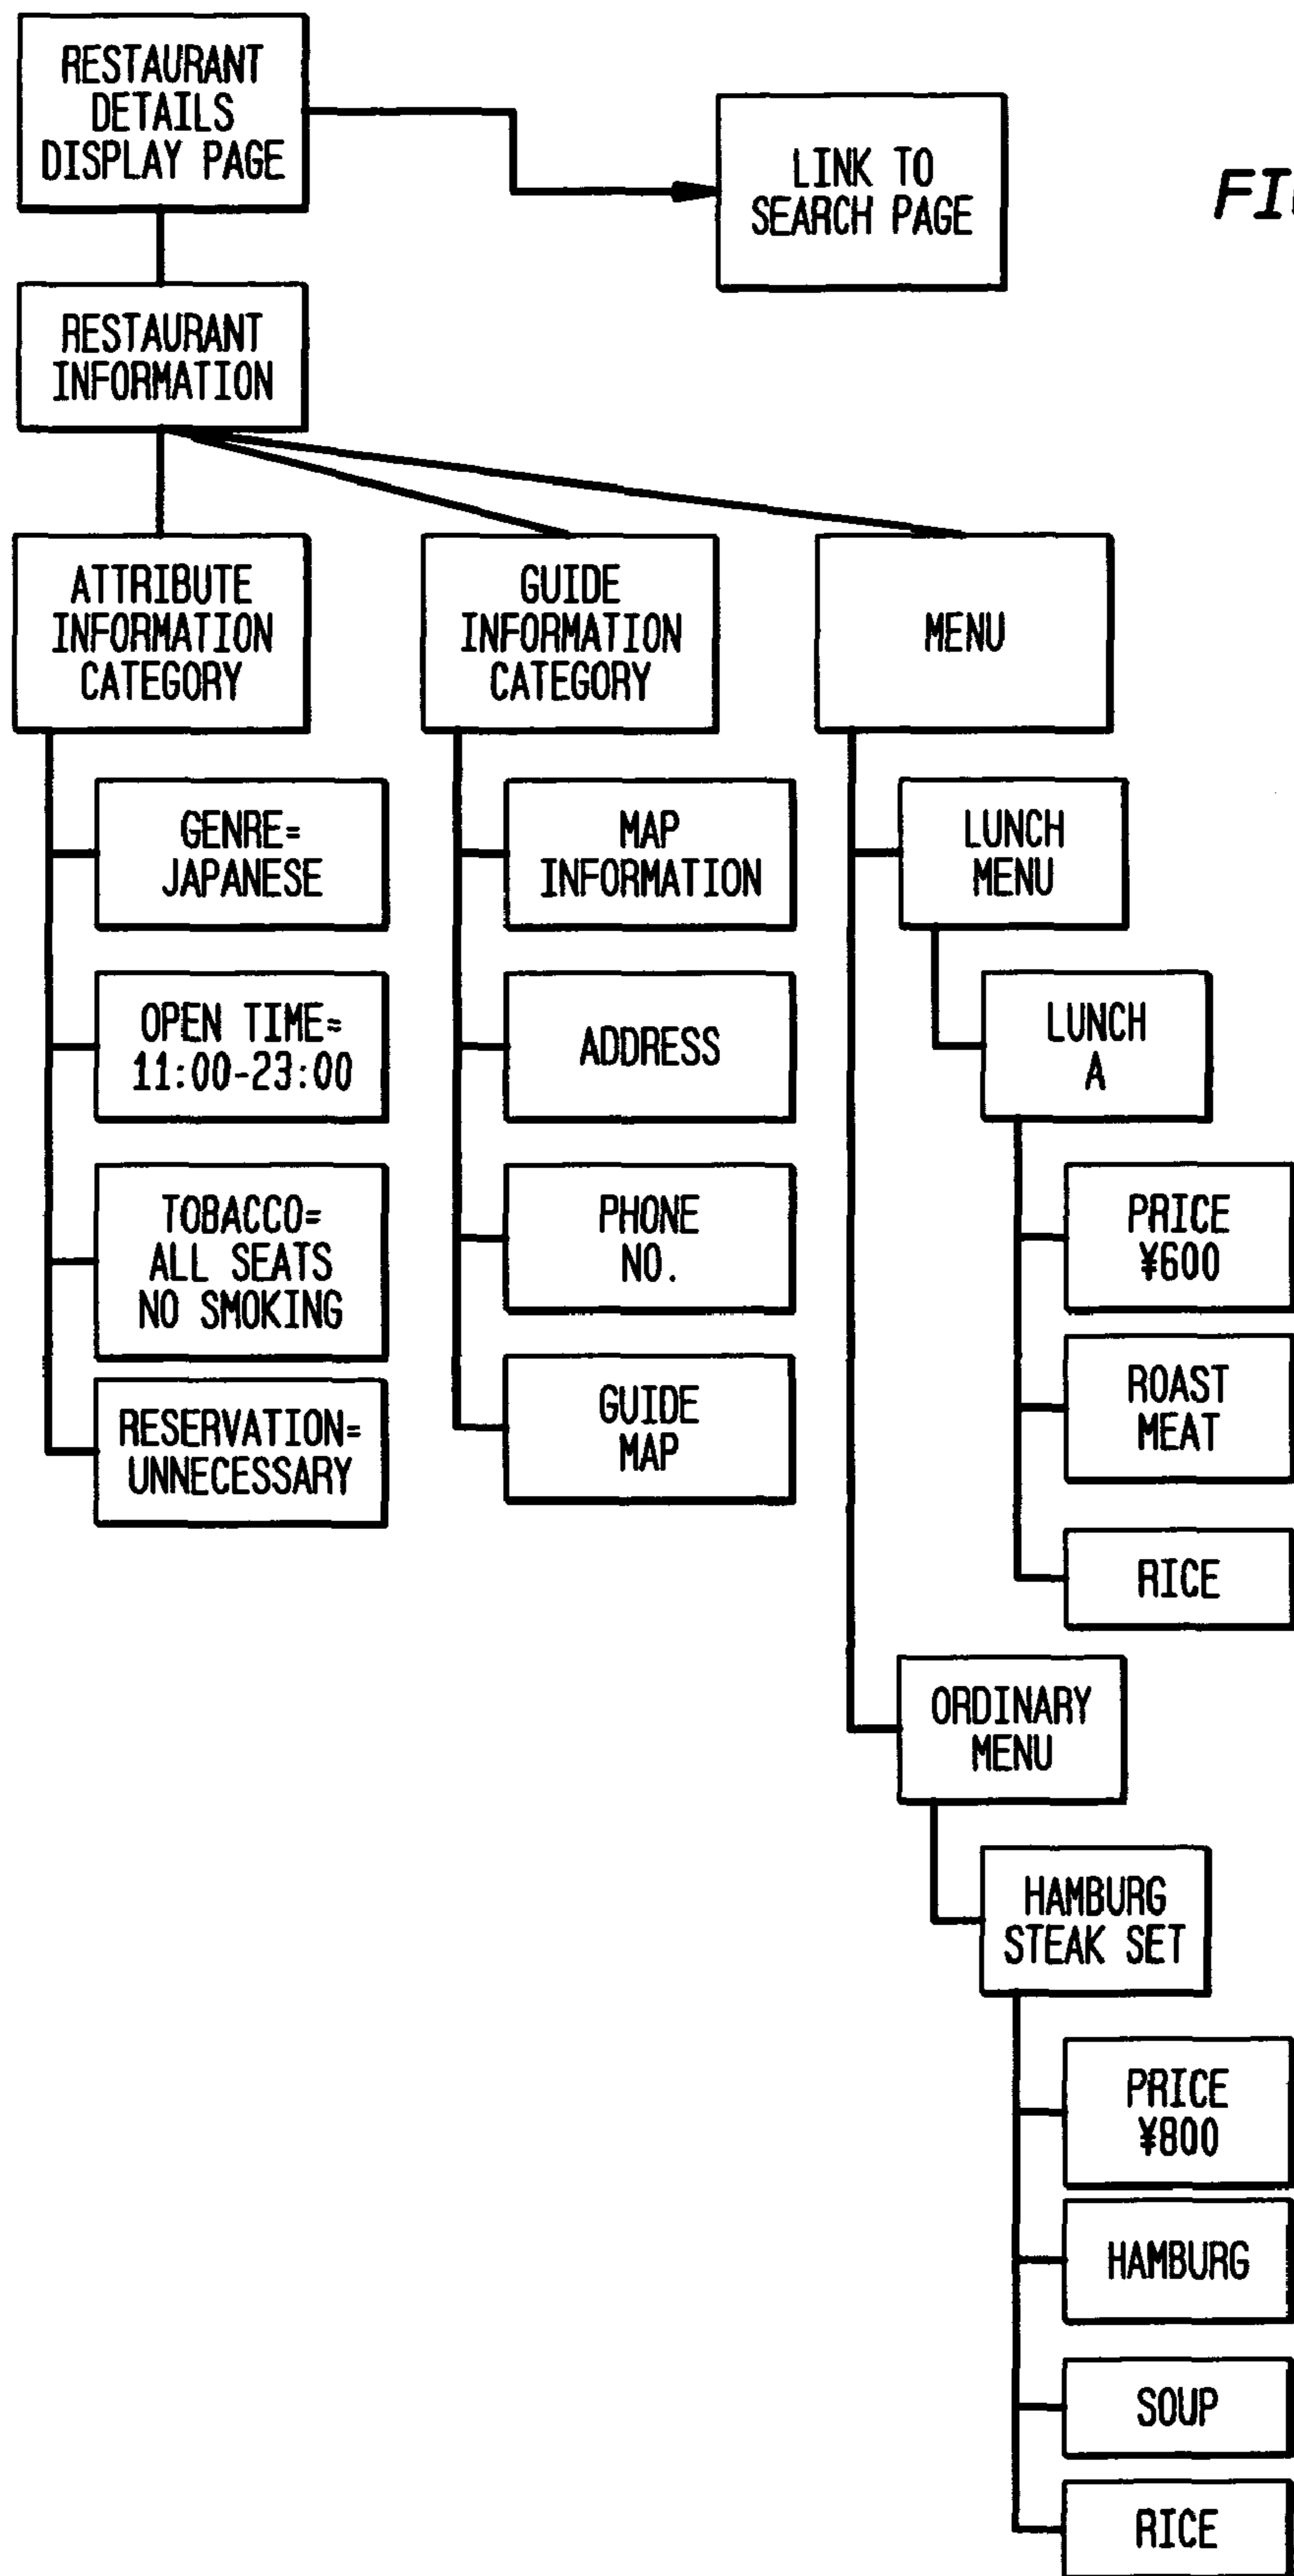 RESTAURANT
DETAILS
DISPLAY PAGE
LINK TO
SEARCH PAGE
RESTAURANT
INFORMATION
ATTRIBUTE
INFORMATION
CATEGORY
GENRE=
JAPANESE
OPEN TIME=
11:00-23:00
TOBACCO=
ALL SEATS
NO SMOKING
RESERVATION=
UNNECESSARY
GUIDE
INFORMATION
CATEGORY
MAP
INFORMATION
ADDRESS
PHONE
NO.
GUIDE
MAP
MENU
LUNCH
MENU
LUNCH
A
PRICE
¥600
ROAST
MEAT
RICE
ORDINARY
MENU
HAMBURG
STEAK SET
PRICE
¥800
HAMBURG
SOUP
RICE